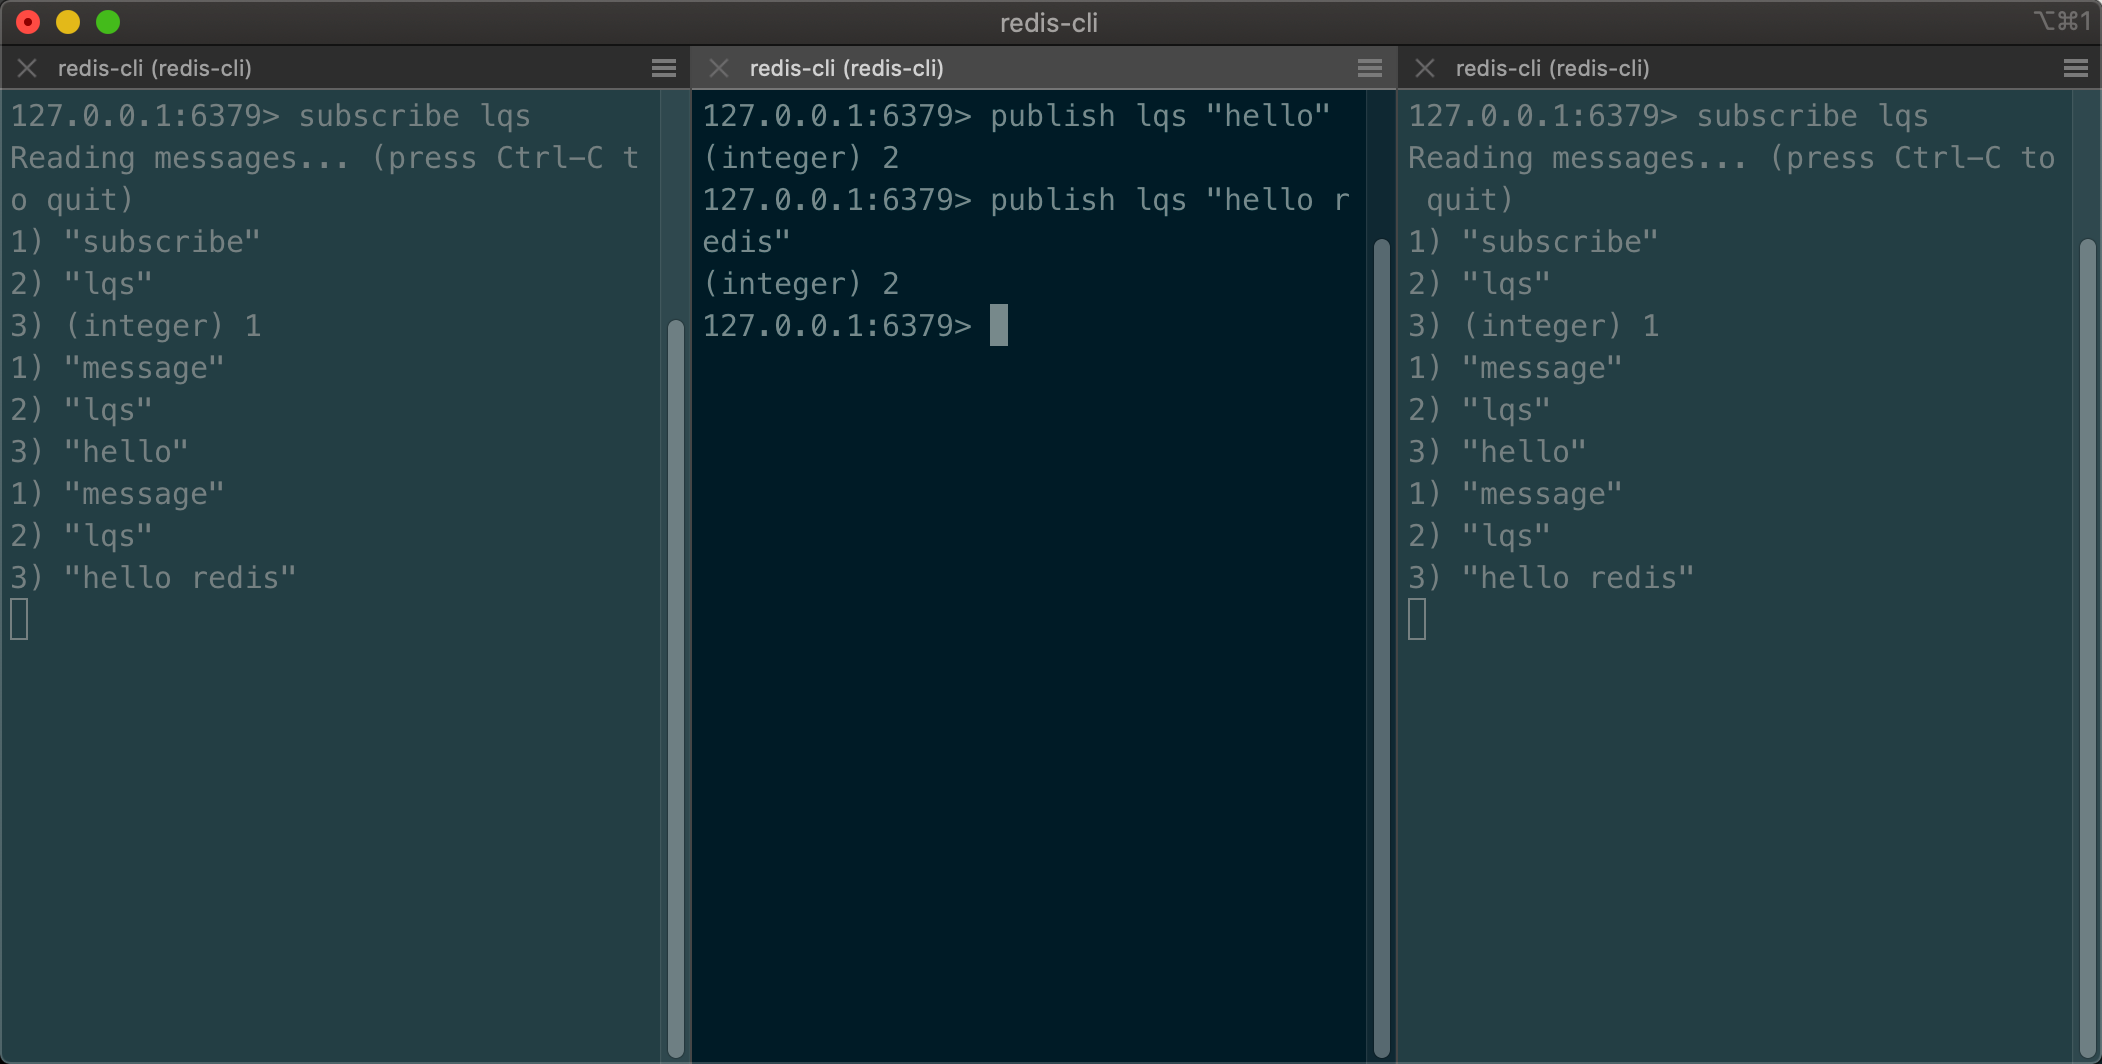 redis-cli
⌥⌘1
redis-cli (redis-cli)
127.0.0.1:6379> subscribe lqs
Reading messages... (press Ctrl-C t
o quit)
1) "subscribe"
2) "lqs"
3) (integer) 1
1) "message"
2) "lqs"
3) "hello"
1) "message"
2) "lqs"
3) "hello redis"
redis-cli (redis-cli)
127.0.0.1:6379> publish lqs "hello"
(integer) 2
127.0.0.1:6379> publish lqs "hello r
edis"
(integer) 2
127.0.0.1:6379>
redis-cli (redis-cli)
127.0.0.1:6379> subscribe lqs
Reading messages... (press Ctrl-C to
 quit)
1) "subscribe"
2) "lqs"
3) (integer) 1
1) "message"
2) "lqs"
3) "hello"
1) "message"
2) "lqs"
3) "hello redis"